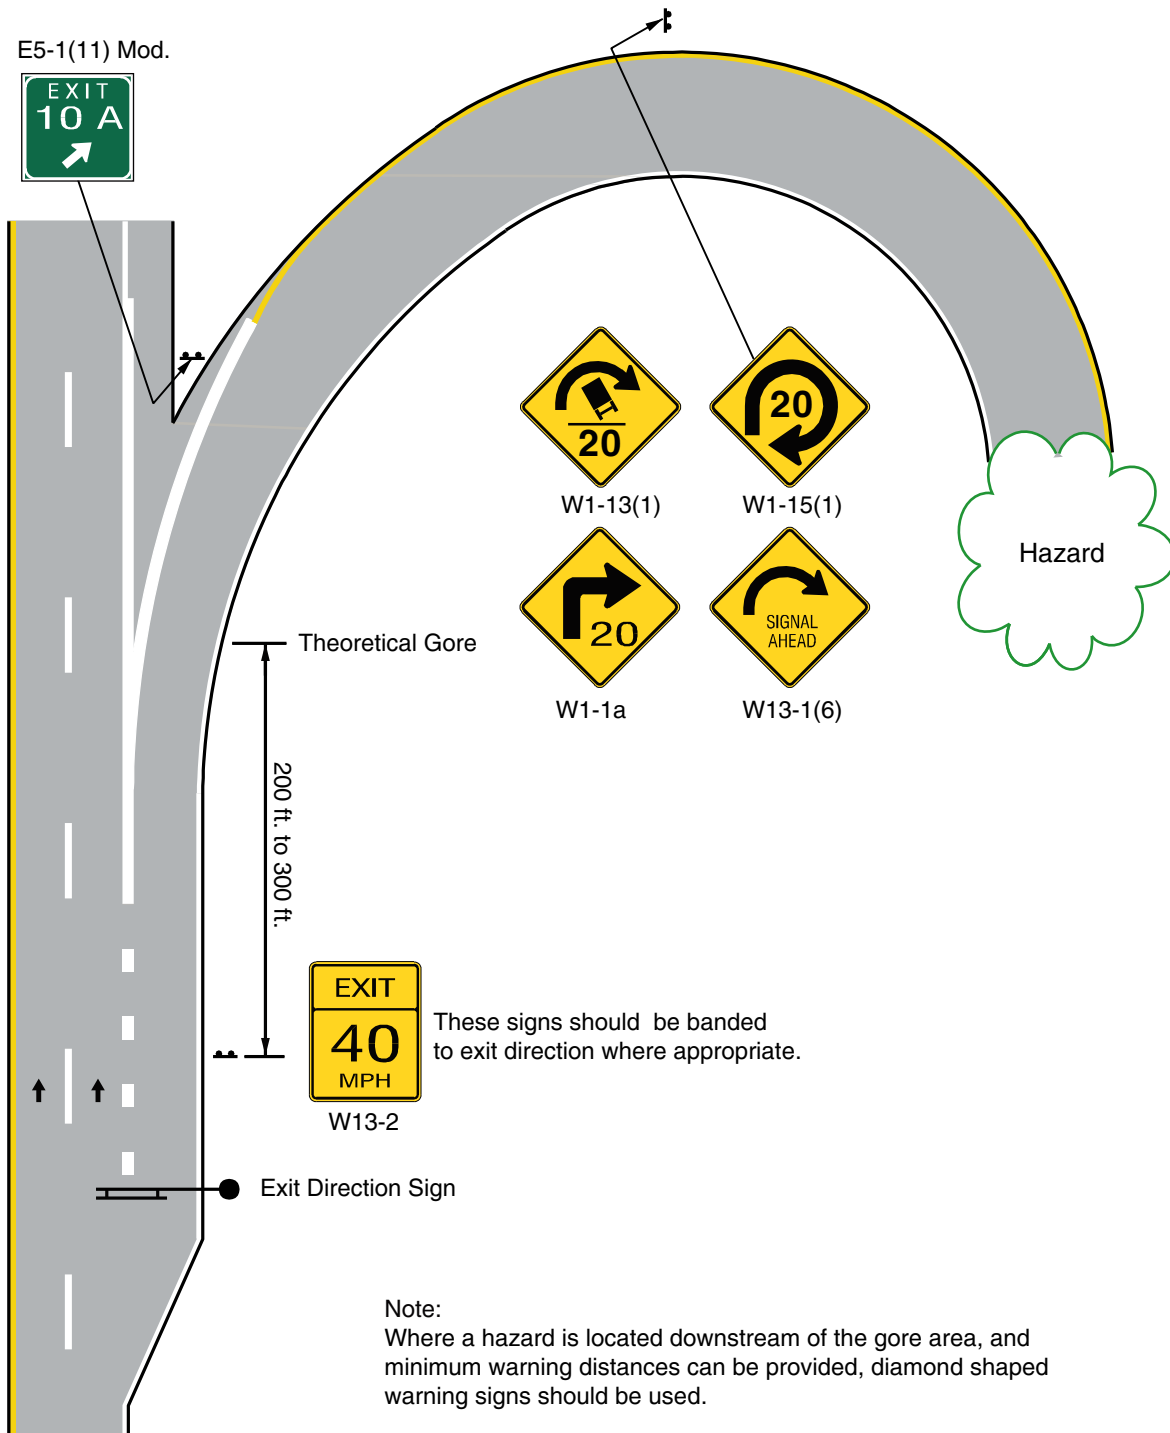 E5-1(11) Mod.
EXIT
10 A
20
W1-13(1)
20
W1-15(1)
20
W1-1a
SIGNAL
AHEAD
W13-1(6)
Hazard
Theoretical Gore
200 ft. to 300 ft.
EXIT
40
MPH
W13-2
These signs should be banded
to exit direction where appropriate.
Exit Direction Sign
Note:
Where a hazard is located downstream of the gore area, and
minimum warning distances can be provided, diamond shaped
warning signs should be used.